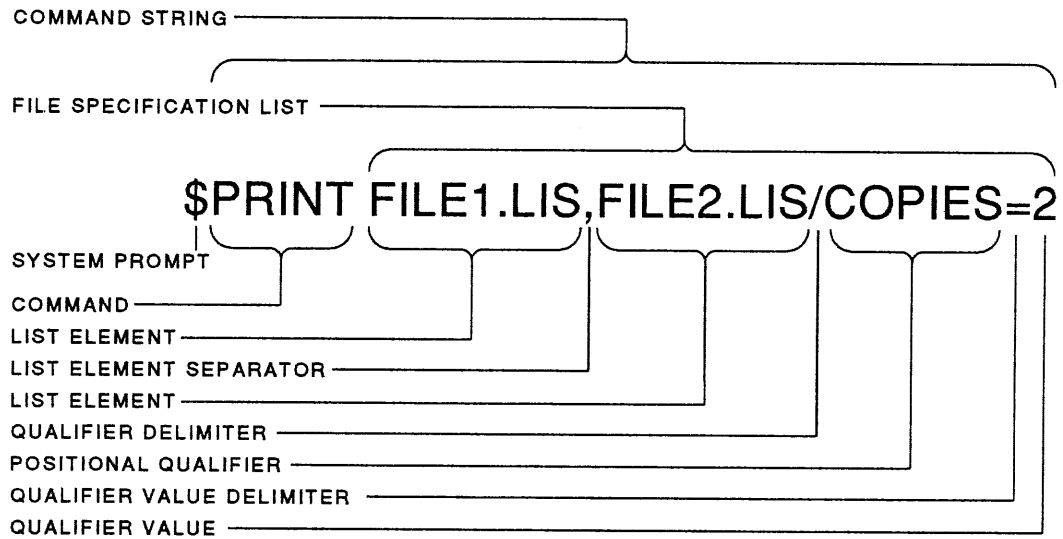 COMMAND STRING
FILE SPECIFICATION LIST
$PRINT FILE1.LIS,FILE2.LIS/COPIES=2
SYSTEM PROMPT
COMMAND
LIST ELEMENT
LIST ELEMENT SEPARATOR
LIST ELEMENT
QUALIFIER DELIMITER
POSITIONAL QUALIFIER
QUALIFIER VALUE DELIMITER
QUALIFIER VALUE